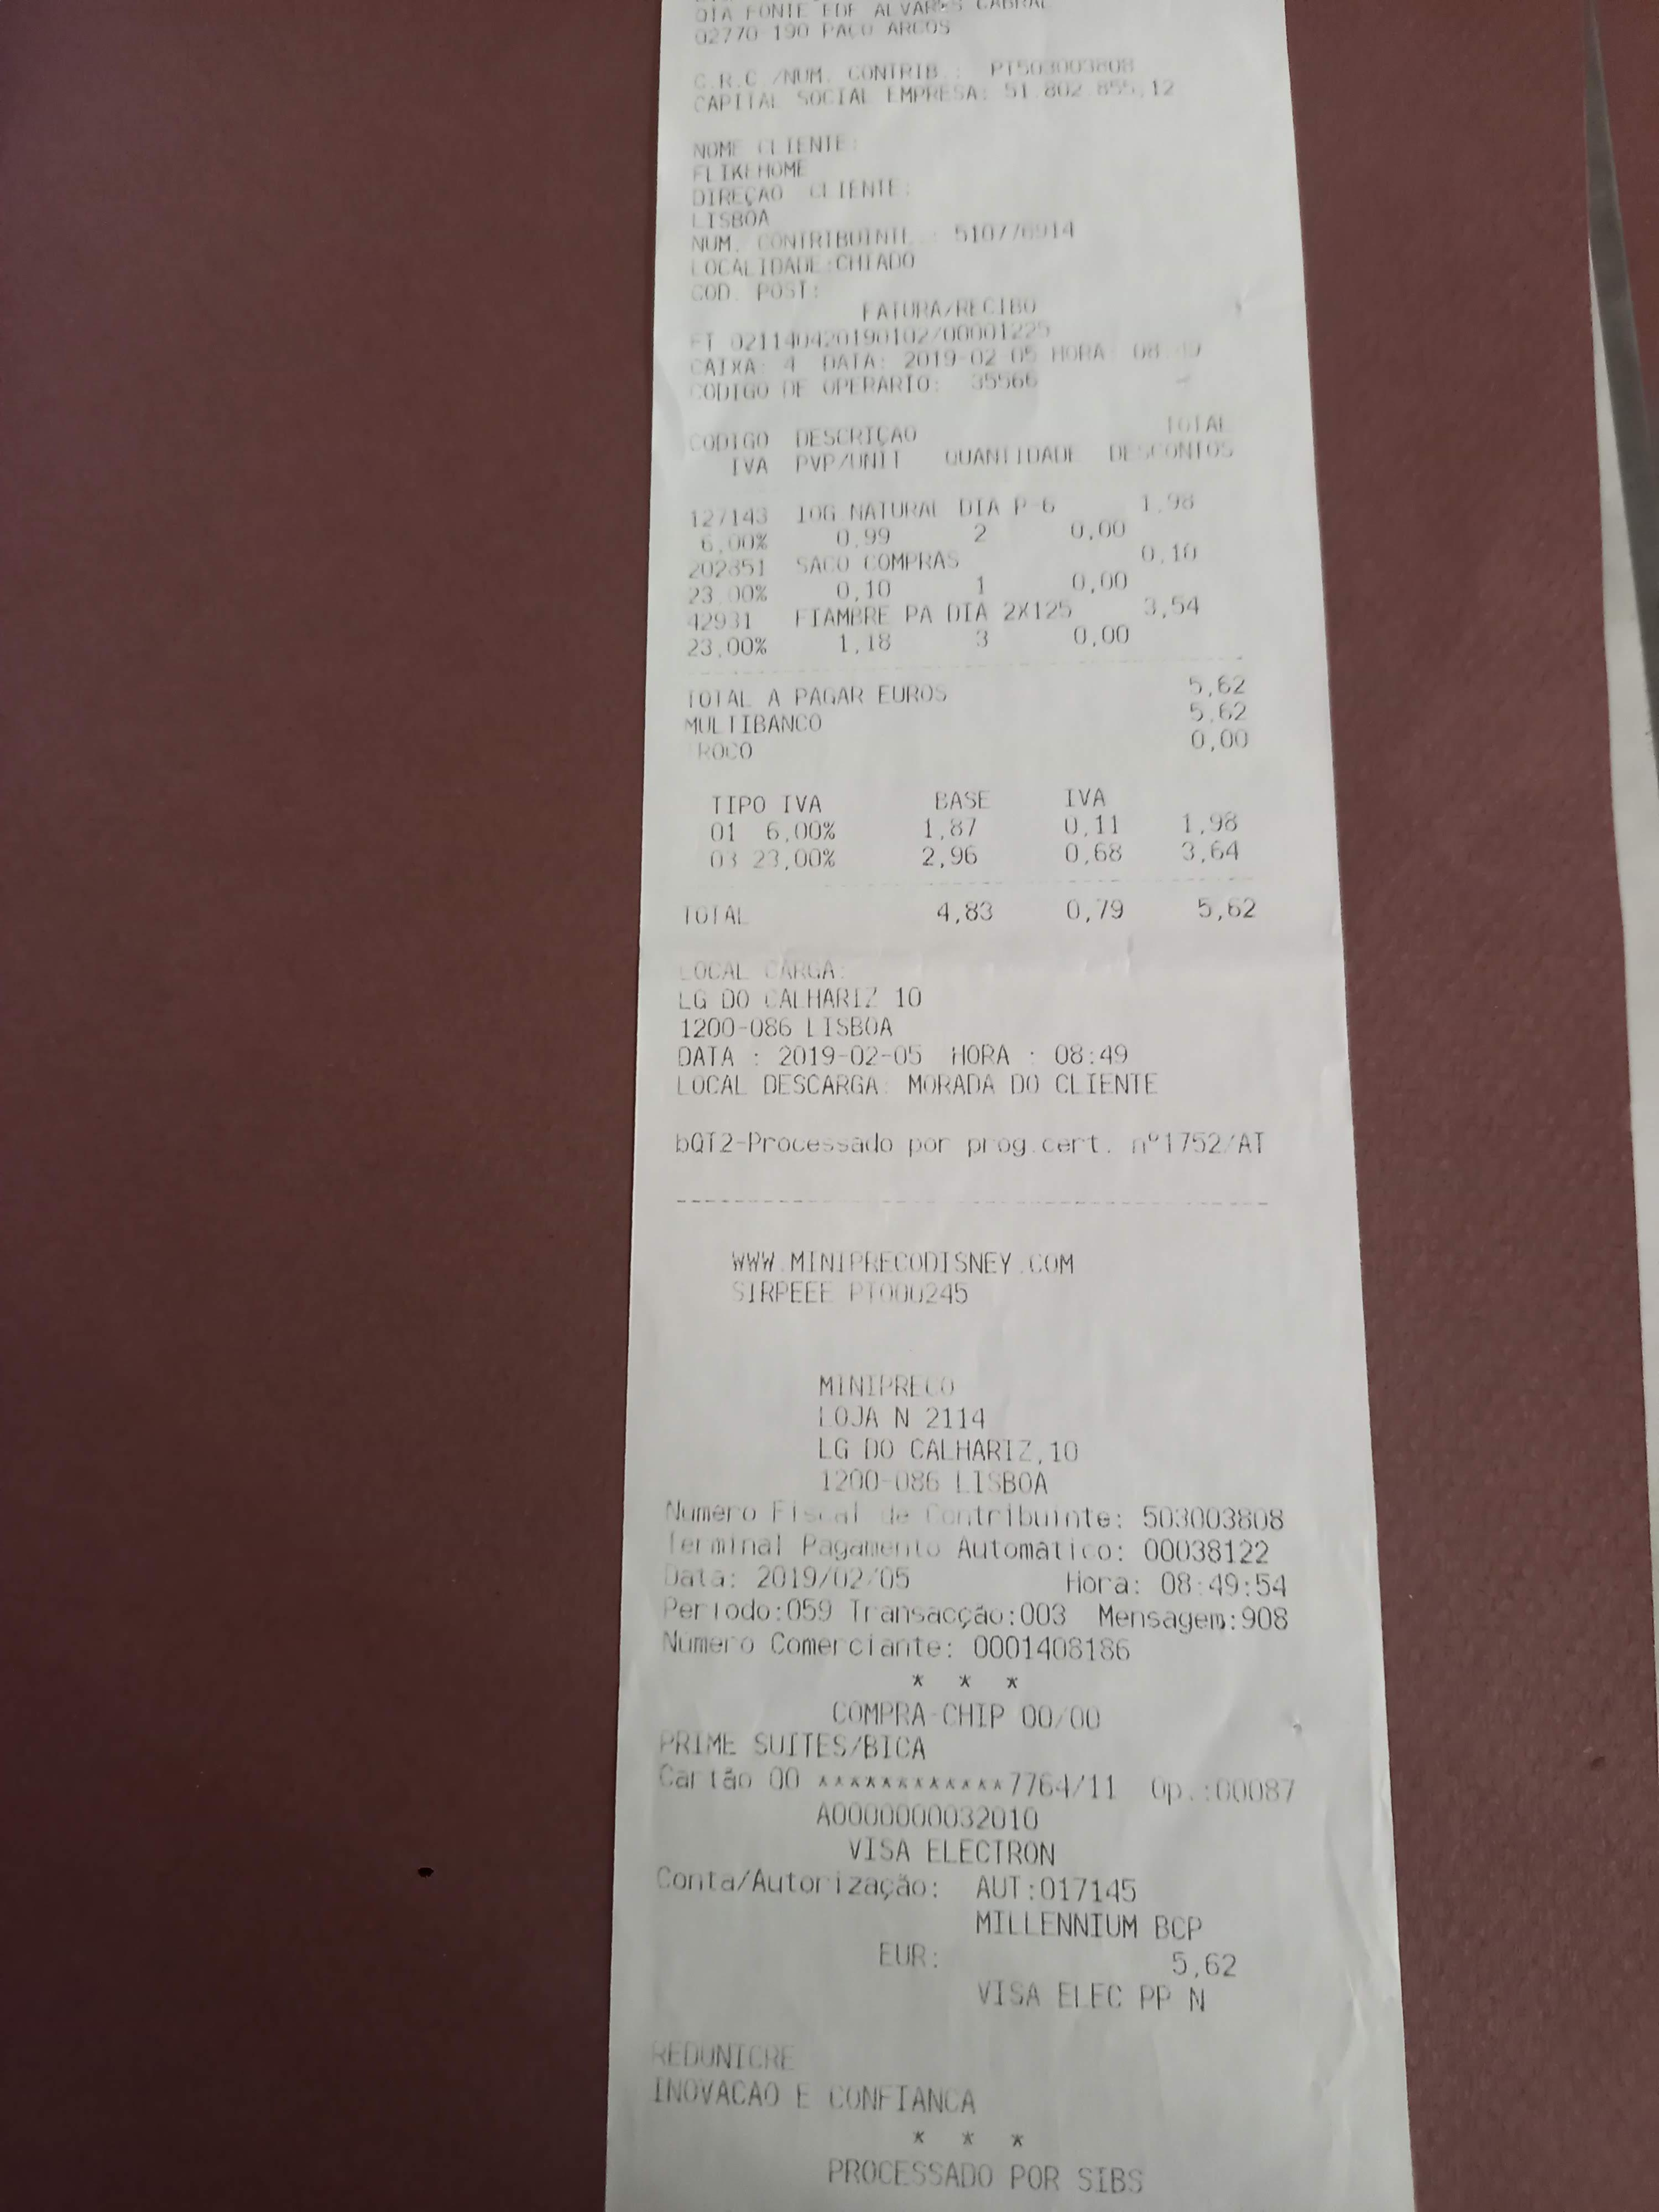 QTA FONTE EDF ALVARES CABRAL
02770-190 PACO ARCOS
C.R.C./NUM. CONTRIB.: PT503003808
CAPITAL SOCIAL EMPRESA: 51.802.855,12
NOME CLIENTE:
FLIKEHOME
DIREÇAO CLIENTE:
LISBOA
NUM. CONTRIBUINTE.: 510776914
LOCALIDADE:CHIADO
COD. POST:
FATURA/RECIBO
FT 021140420190102/00001225
CAIXA: 4 DATA: 2019-02-05 HORA: 08:49
CODIGO DE OPERARIO: 35566
CODIGO DESCRIÇAO TOTAL
IVA PVP/UNIT QUANTIDADE DESCONTOS
127143 IOG NATURAL DIA P-6 1,98
6,00% 0,99 2 0,00
202851 SACO COMPRAS 0,10
23,00% 0,10 1 0,00
42931 FIAMBRE PA DIA 2X125 3,54
23,00% 1,18 3 0,00
TOTAL A PAGAR EUROS 5,62
MULTIBANCO 5,62
TROCO 0,00
TIPO IVA BASE IVA
01 6,00% 1,87 0,11 1,98
03 23,00% 2,96 0,68 3,64
TOTAL 4,83 0,79 5,62
LOCAL CARGA:
LG DO CALHARIZ 10
1200-086 LISBOA
DATA : 2019-02-05 HORA : 08:49
LOCAL DESCARGA: MORADA DO CLIENTE
bQT2-Processado por prog.cert. nº1752/AT
WWW.MINIPRECODISNEY.COM
SIRPEEE PT000245
MINIPRECO
LOJA N 2114
LG DO CALHARIZ,10
1200-086 LISBOA
Número Fiscal de Contribuinte: 503003808
Terminal Pagamento Automático: 00038122
Data: 2019/02/05 Hora: 08:49:54
Período:059 Transacção:003 Mensagem:908
Número Comerciante: 0001408186
* * *
COMPRA-CHIP 00/00
PRIME SUITES/BICA
Cartão 00 ************7764/11 Op.:00087
A0000000032010
VISA ELECTRON
Conta/Autorização: AUT:017145
MILLENNIUM BCP
EUR: 5,62
VISA ELEC PP N
REDUNICRE
INOVACAO E CONFIANCA
* * *
PROCESSADO POR SIBS